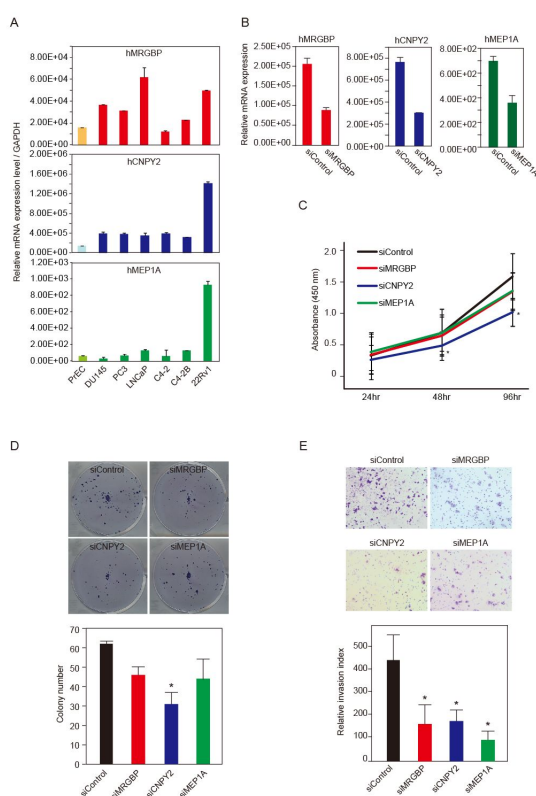 A
hMRGBP
8.00E+04
6.00E+04
4.00E+04
2.00E+04
0.00E+00
hCNPY2
2.00E+06
1.60E+06
1.20E+06
8.00E+05
4.00E+05
0.00E+00
hMEP1A
1.20E+03
1.00E+03
8.00E+02
6.00E+02
4.00E+02
2.00E+02
0.00E+00
Relative mRNA expression level / GAPDH
PrEC
DU145
PC3
LNCaP
C4-2
C4-2B
22Rv1
B
hMRGBP
2.50E+05
2.00E+05
1.50E+05
1.00E+05
5.00E+04
0.00E+00
Relative mRNA expression
siControl
siMRGBP
hCNPY2
8.00E+05
6.00E+05
4.00E+05
2.00E+05
0.00E+00
siControl
siCNPY2
hMEP1A
8.00E+02
6.00E+02
4.00E+02
2.00E+02
0.00E+00
siControl
siMEP1A
C
siControl
siMRGBP
siCNPY2
siMEP1A
Absorbance (450 nm)
2.0
1.5
1.0
0.5
0
*
*
24hr 48hr 96hr
D
siControl siMRGBP
siCNPY2 siMEP1A
Colony number
70
60
50
40
30
20
10
0
*
siControl
siMRGBP
siCNPY2
siMEP1A
E
siControl siMRGBP
siCNPY2 siMEP1A
Relative invasion index
500
400
300
200
100
0
* * *
siControl
siMRGBP
siCNPY2
siMEP1A